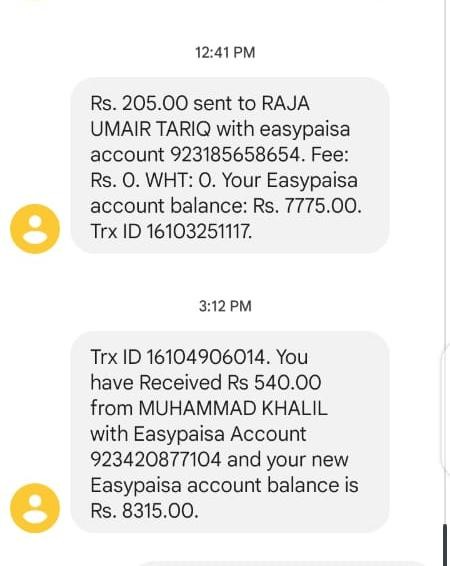 12:41 PM
Rs. 205.00 sent to RAJA
UMAIR TARIQ with easypaisa
account 923185658654. Fee:
Rs. 0. WHT: 0. Your Easypaisa
account balance: Rs. 7775.00.
Trx ID 16103251117.
3:12 PM
Trx ID 16104906014. You
have Received Rs 540.00
from MUHAMMAD KHALIL
with Easypaisa Account
923420877104 and your new
Easypaisa account balance is
Rs. 8315.00.